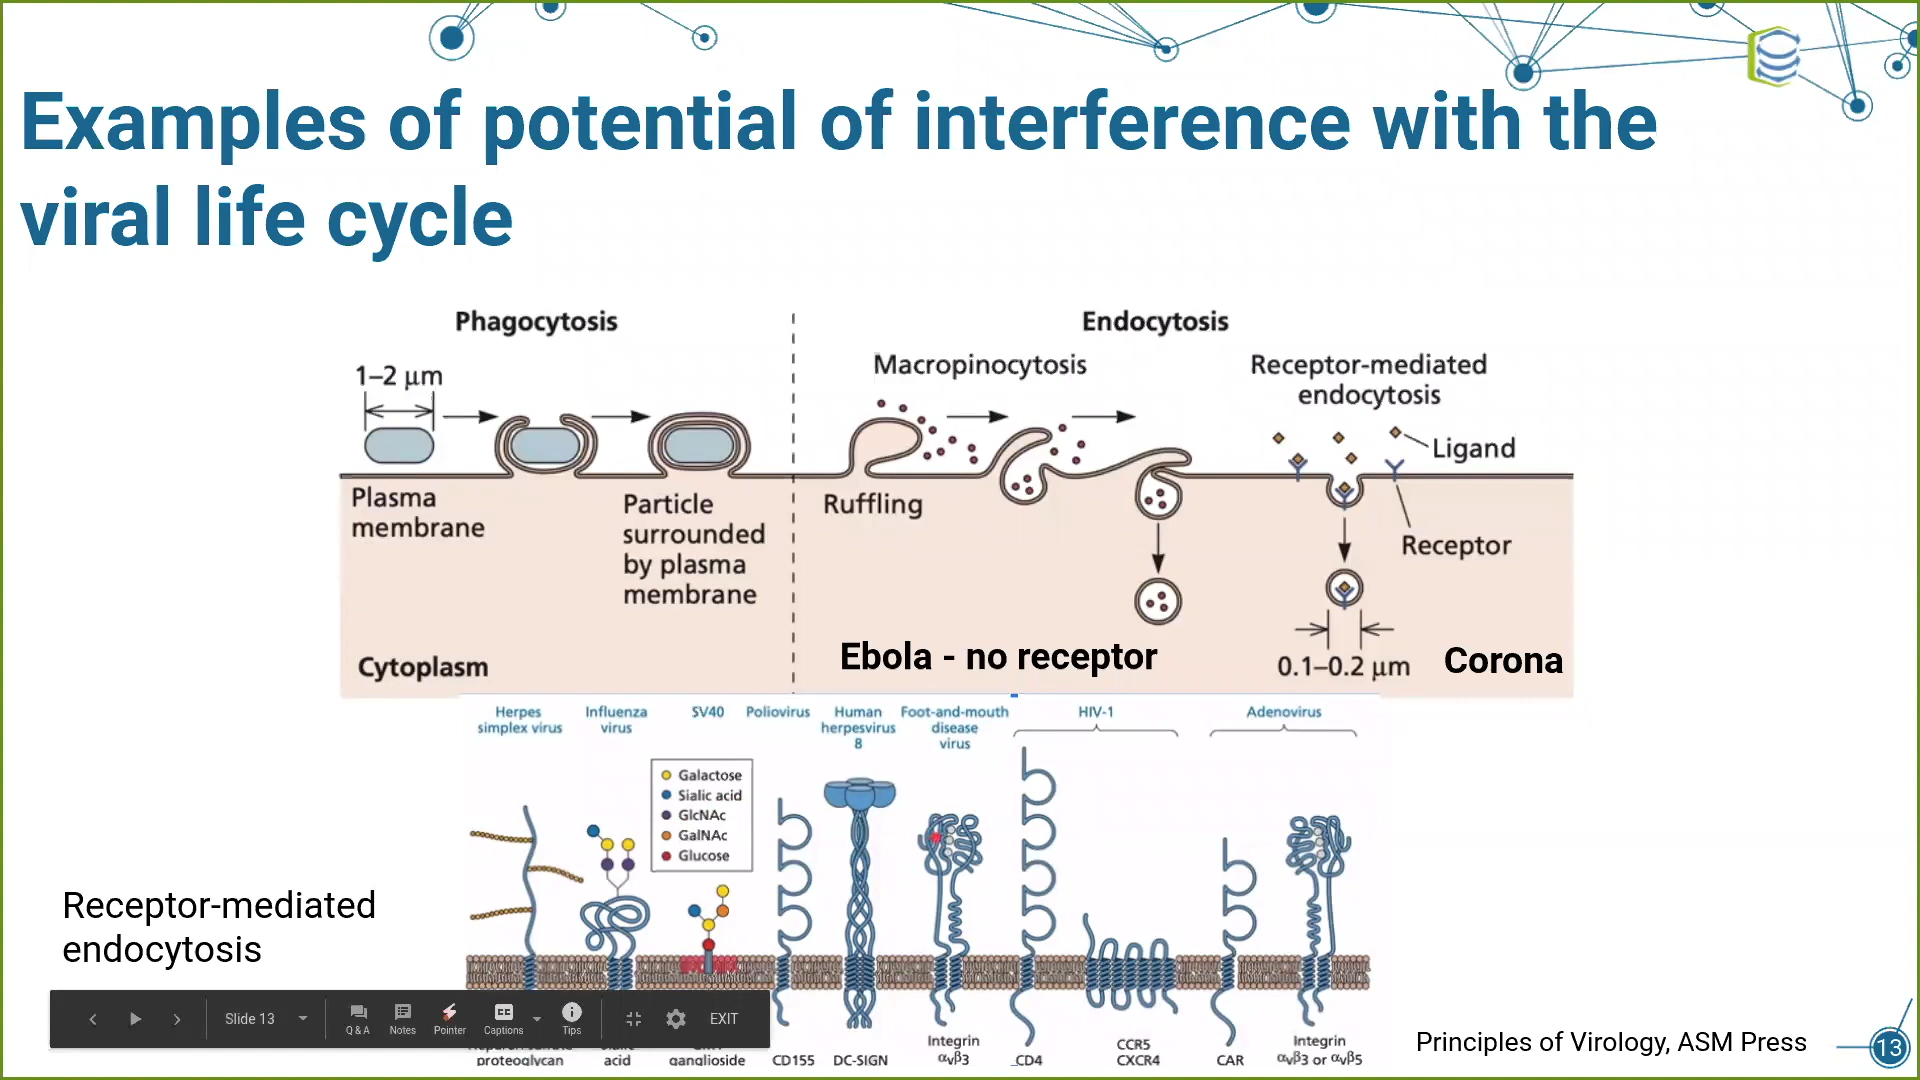 Examples of potential of interference with the
viral life cycle
Phagocytosis
Endocytosis
1–2 μm
Macropinocytosis
Receptor-mediated
endocytosis
Ligand
Plasma
membrane
Particle
surrounded
by plasma
membrane
Ruffling
Receptor
Cytoplasm
Ebola - no receptor
0.1–0.2 μm
Corona
Herpes
simplex virus
Influenza
virus
SV40
Poliovirus
Human
herpesvirus
8
Foot-and-mouth
disease
virus
HIV-1
Adenovirus
Galactose
Sialic acid
GlcNAc
GalNAc
Glucose
Receptor-mediated
endocytosis
Slide 13
Q & A
Notes
Pointer
CC
Captions
Tips
EXIT
proteoglycan
acid
ganglioside
CD155
DC-SIGN
Integrin
αvβ3
CD4
CCR5
CXCR4
CAR
Integrin
αvβ3 or αvβ5
Principles of Virology, ASM Press
13